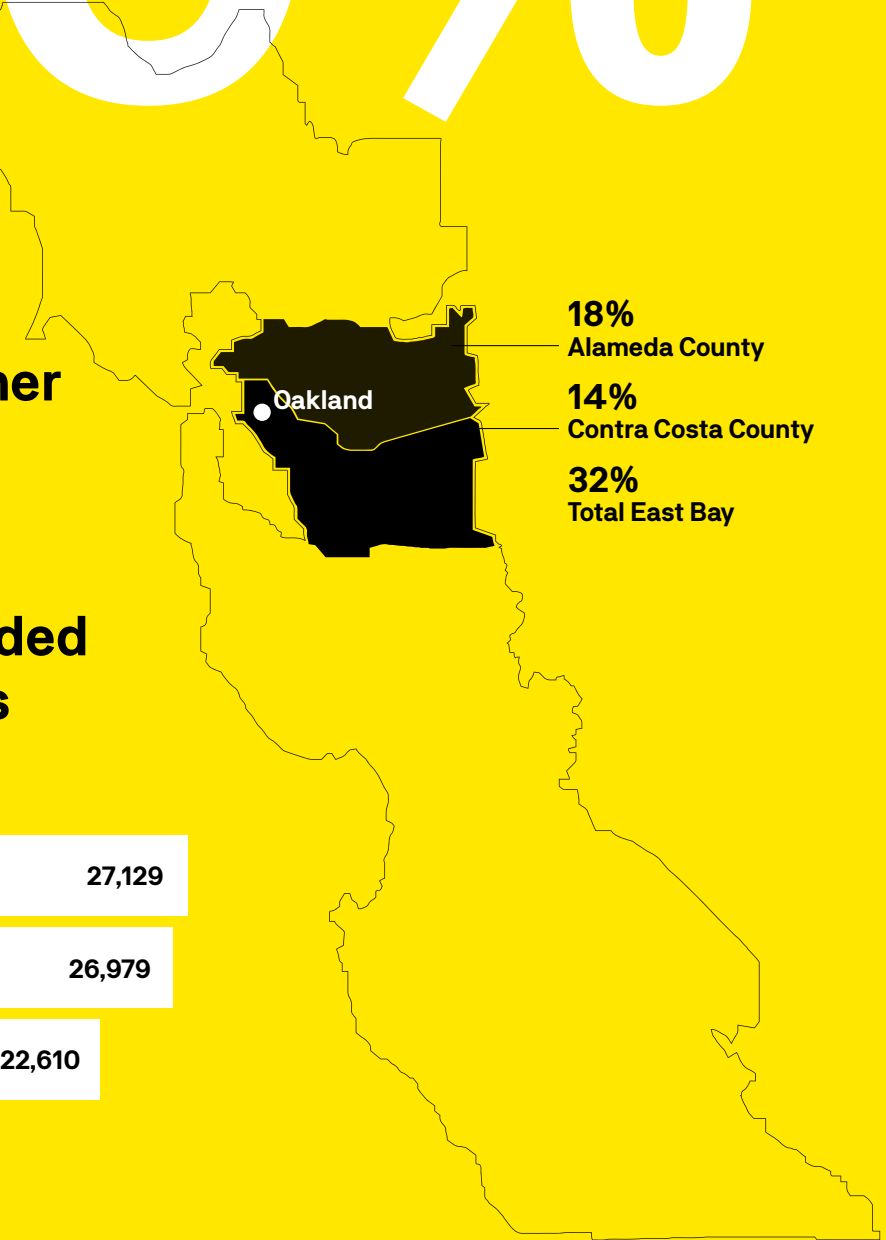 %
18%
Alameda County
14%
Contra Costa County
32%
Total East Bay
Oakland
27,129
26,979
22,610